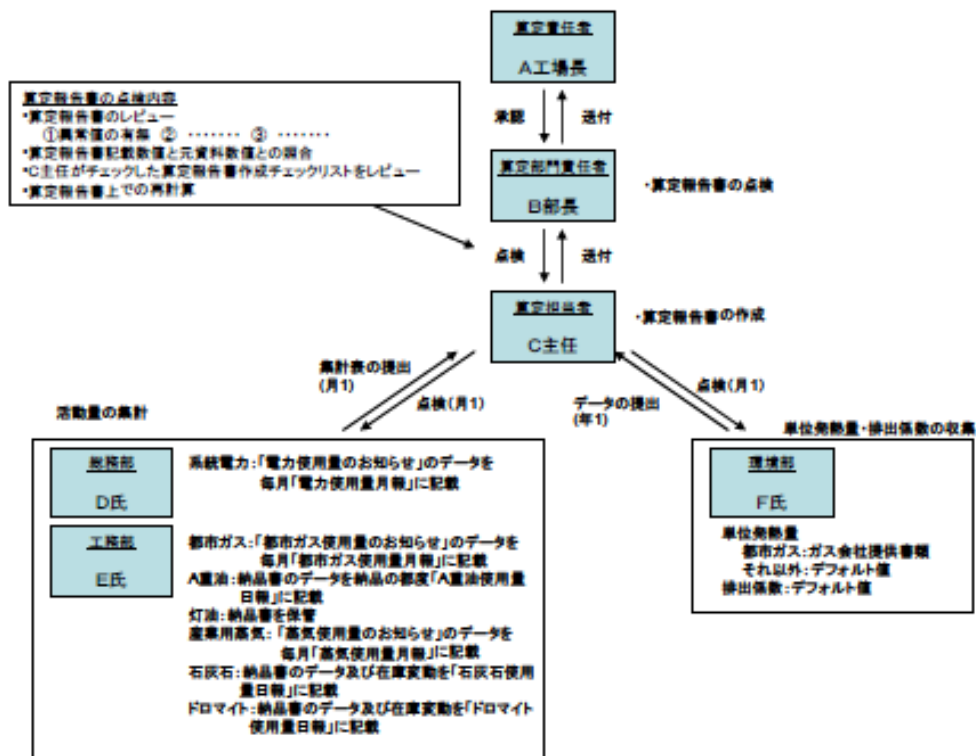 算定責任者
A工場長
算定報告書の点検内容
・算定報告書のレビュー
①異常値の有無 ② ‥‥‥‥ ③ ‥‥‥‥
・算定報告書記載数値と元資料数値との照合
・C主任がチェックした算定報告書作成チェックリストをレビュー
・算定報告書上での再計算
承認
送付
算定部門責任者
B部長
・算定報告書の点検
点検
送付
算定担当者
C主任
・算定報告書の作成
集計表の提出
(月1)
点検(月1)
データの提出
(年1)
点検(月1)
活動量の集計
総務部
D氏
系統電力:「電力使用量のお知らせ」のデータを
毎月「電力使用量月報」に記載
工務部
E氏
都市ガス:「都市ガス使用量のお知らせ」のデータを
毎月「都市ガス使用量月報」に記載
A重油:納品書のデータを納品の都度「A重油使用量
日報」に記載
灯油:納品書を保管
産業用蒸気:「蒸気使用量のお知らせ」のデータを
毎月「蒸気使用量月報」に記載
石灰石:納品書のデータ及び在庫変動を「石灰石使用
量日報」に記載
ドロマイト:納品書のデータ及び在庫変動を「ドロマイト
使用量日報」に記載
単位発熱量・排出係数の収集
環境部
F氏
単位発熱量
都市ガス:ガス会社提供書類
それ以外:デフォルト値
排出係数:デフォルト値